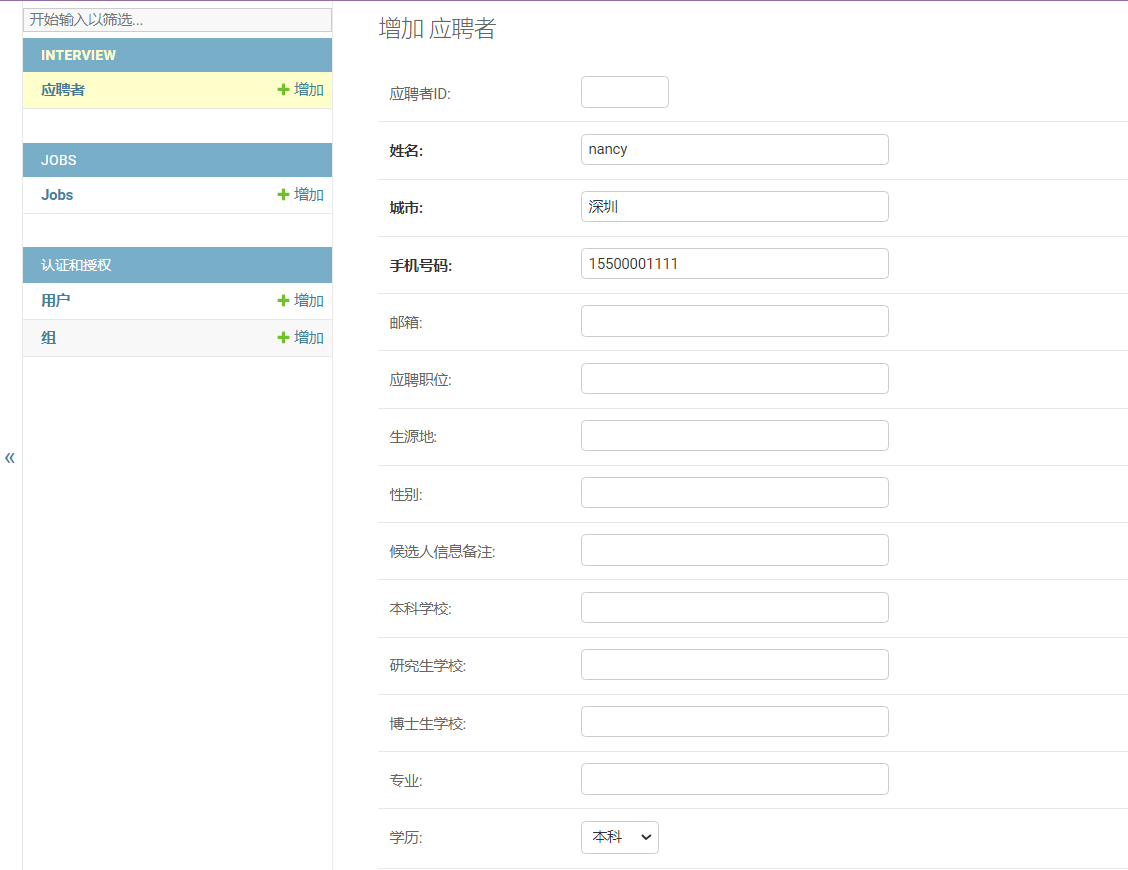 开始输入以筛选...
INTERVIEW
应聘者 增加
JOBS
Jobs 增加
认证和授权
用户 增加
组 增加
«
增加 应聘者
应聘者ID:
姓名: nancy
城市: 深圳
手机号码: 15500001111
邮箱:
应聘职位:
生源地:
性别:
候选人信息备注:
本科学校:
研究生学校:
博士生学校:
专业:
学历: 本科